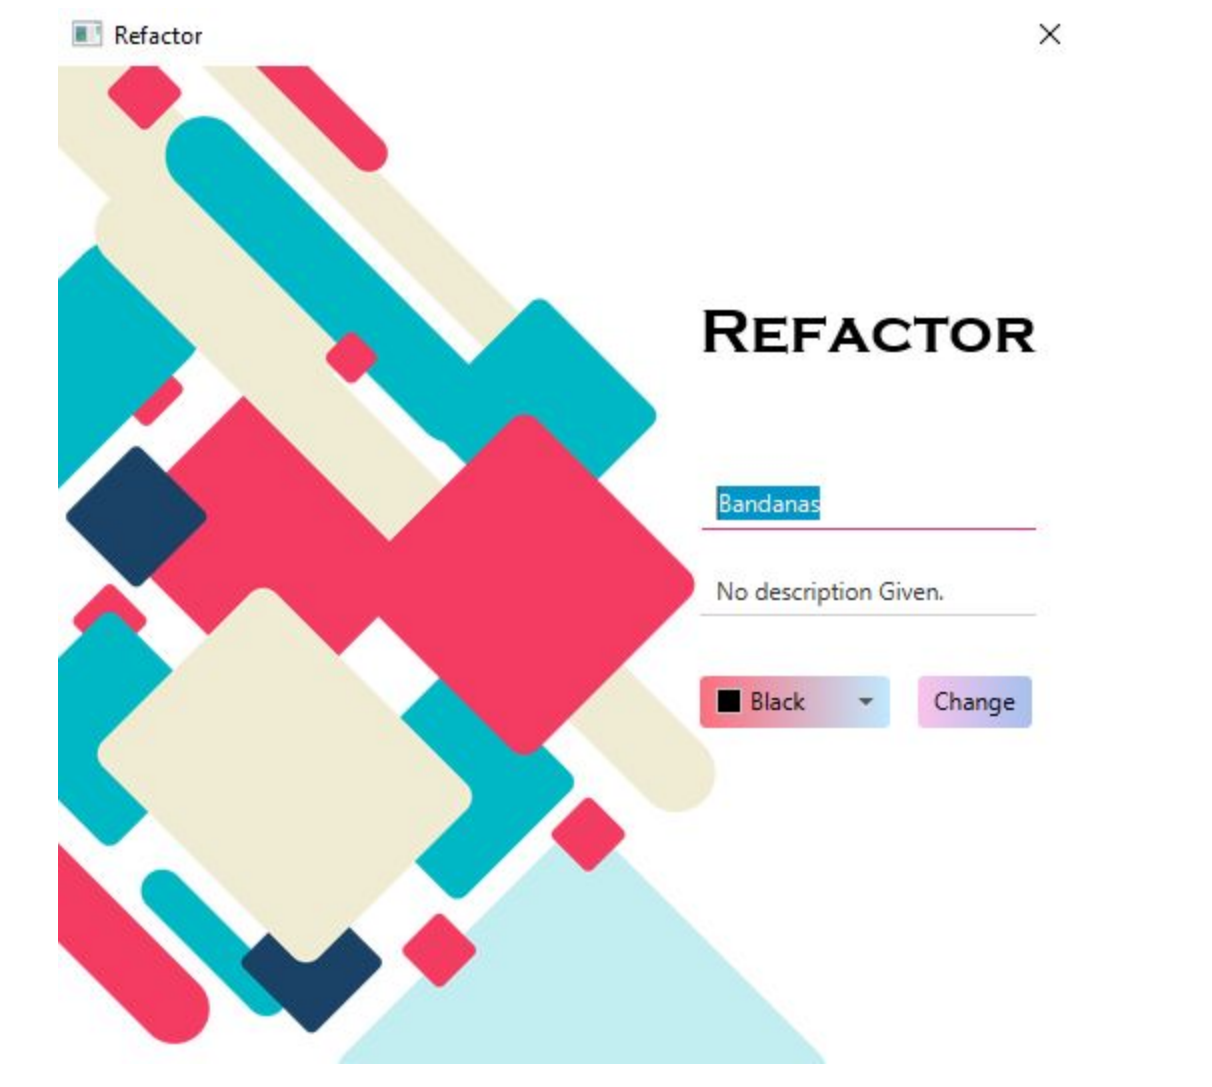 Refactor
REFACTOR
Bandanas
No description Given.
Black
Change